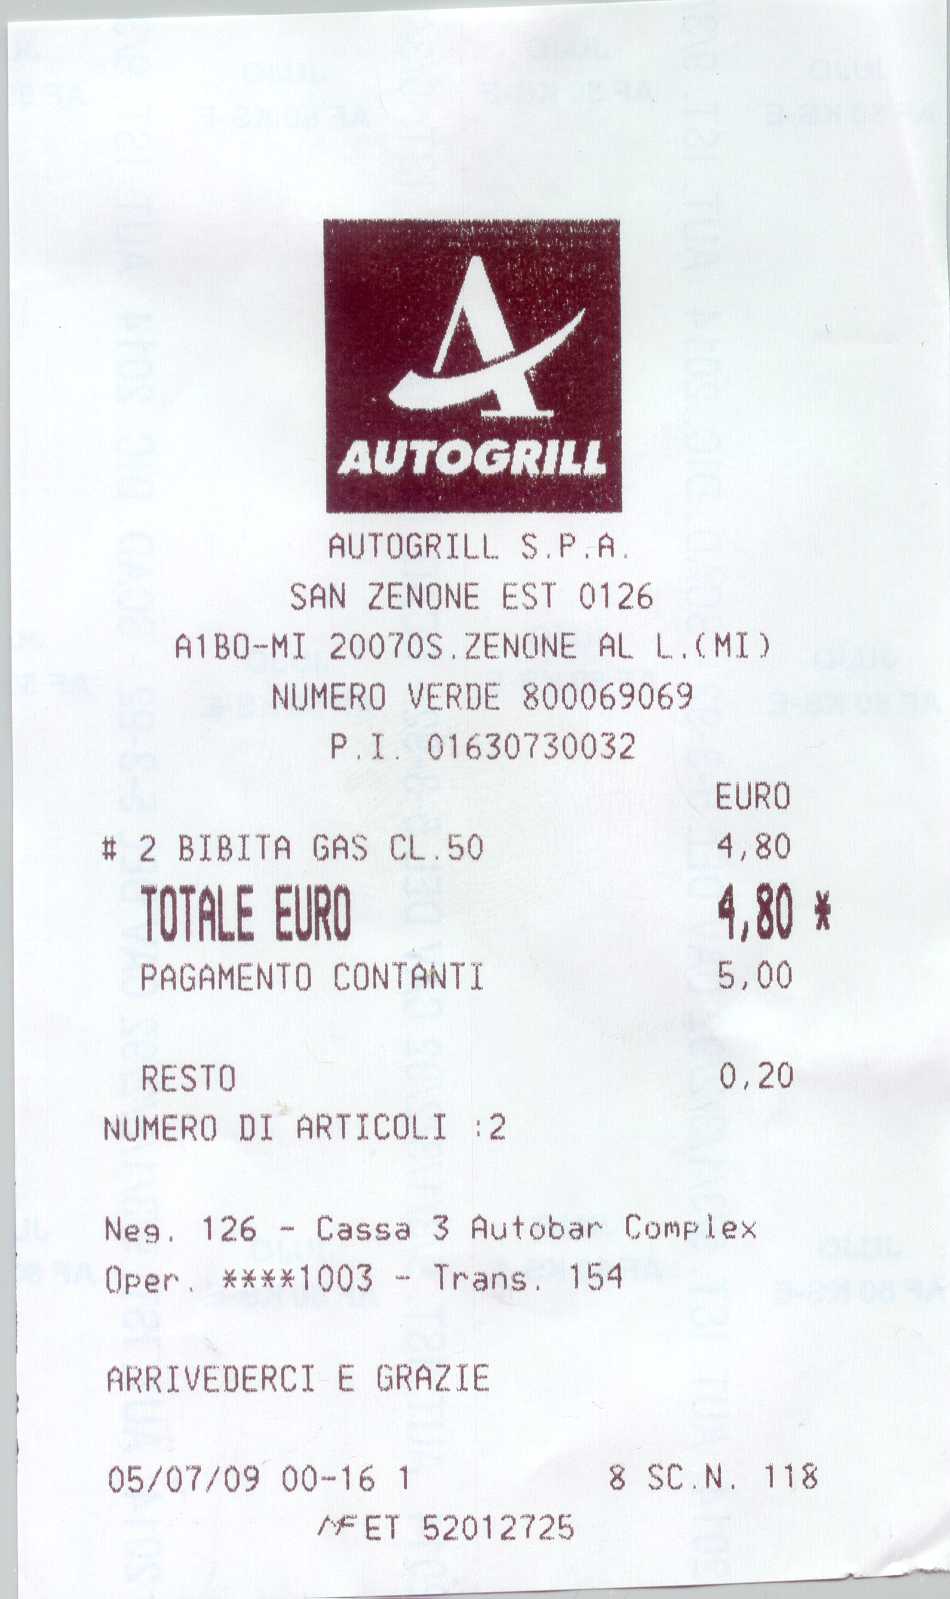 AUTOGRILL
AUTOGRILL S.P.A.
SAN ZENONE EST 0126
A1BO-MI 20070S.ZENONE AL L.(MI)
NUMERO VERDE 800069069
P.I. 01630730032
EURO
# 2 BIBITA GAS CL.50 4,80
TOTALE EURO 4,80 *
PAGAMENTO CONTANTI 5,00
RESTO 0,20
NUMERO DI ARTICOLI :2
Neg. 126 - Cassa 3 Autobar Complex
Oper. ****1003 - Trans. 154
ARRIVEDERCI E GRAZIE
05/07/09 00-16 1 8 SC.N. 118
MF ET 52012725